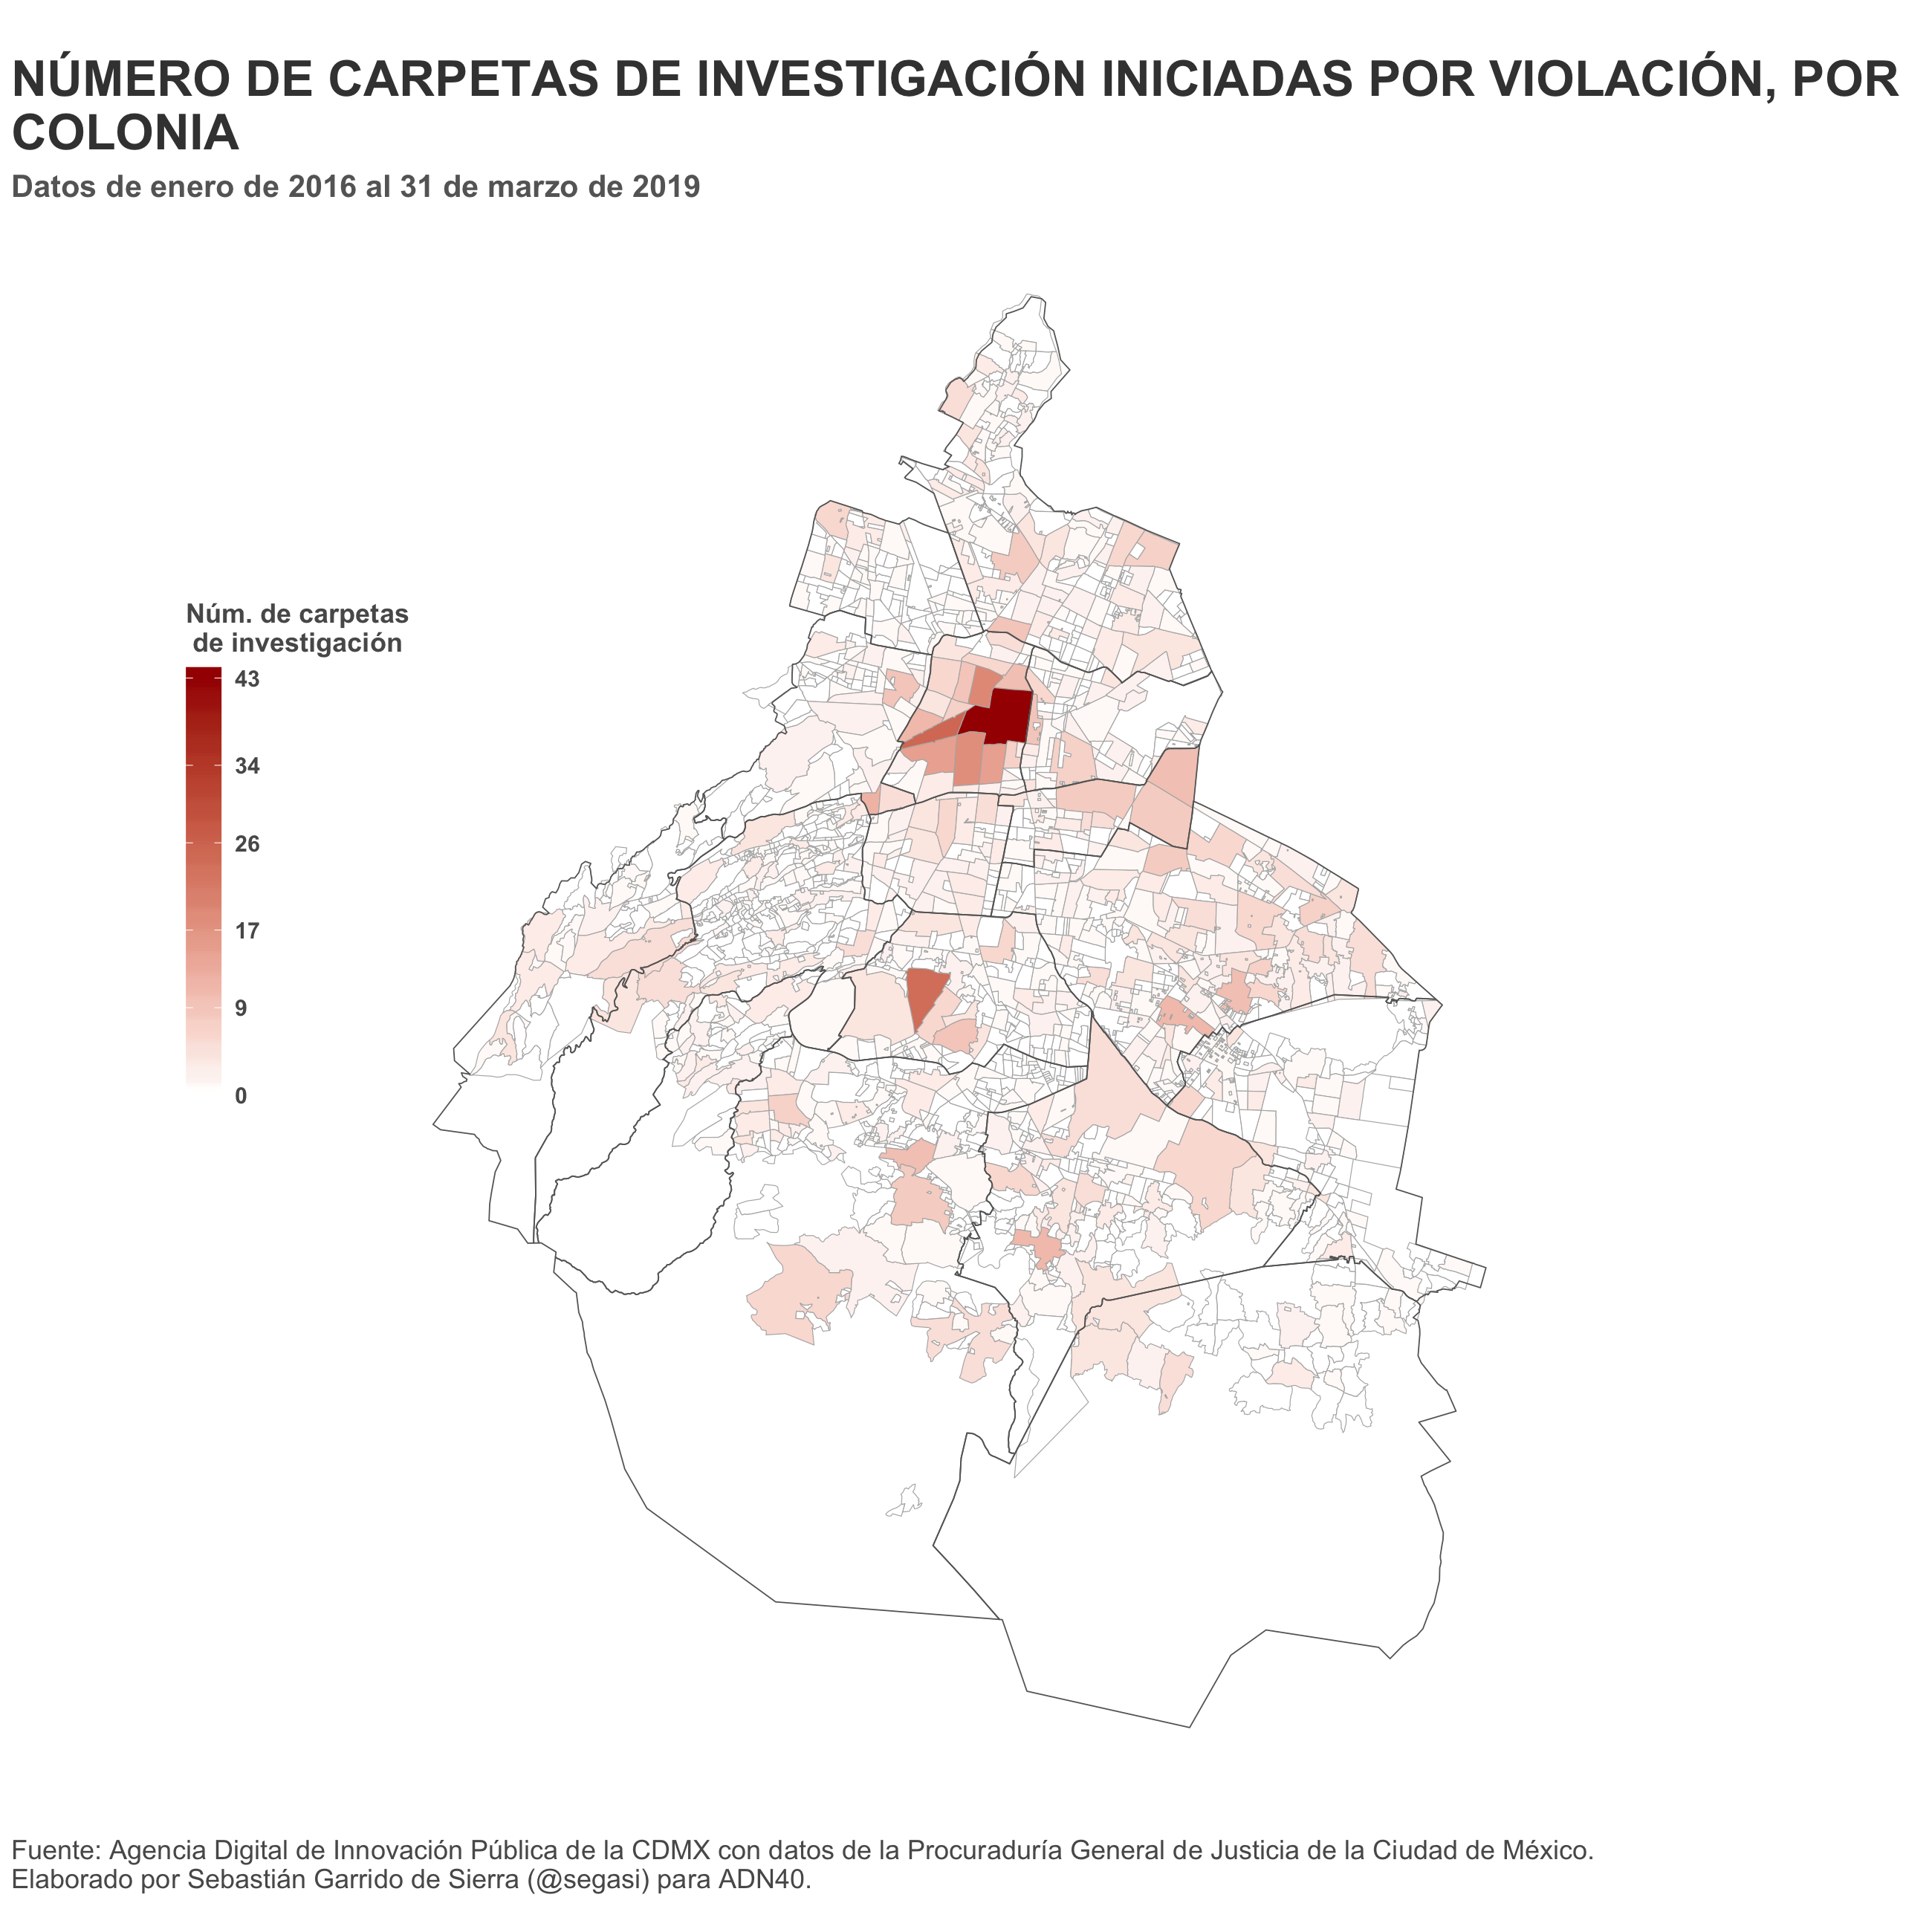 NÚMERO DE CARPETAS DE INVESTIGACIÓN INICIADAS POR VIOLACIÓN, POR
COLONIA
Datos de enero de 2016 al 31 de marzo de 2019
Núm. de carpetas
de investigación
43
34
26
17
9
0
Fuente: Agencia Digital de Innovación Pública de la CDMX con datos de la Procuraduría General de Justicia de la Ciudad de México.
Elaborado por Sebastián Garrido de Sierra (@segasi) para ADN40.